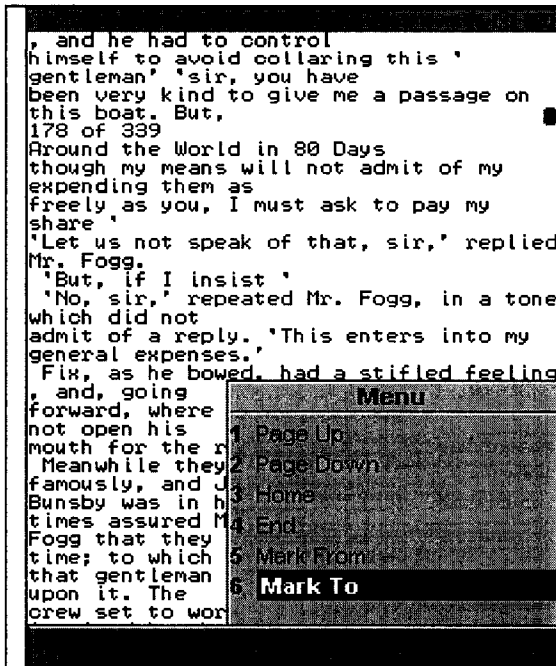 , and he had to control
himself to avoid collaring this '
gentleman' 'sir, you have
been very kind to give me a passage on
this boat. But,
178 of 339
Around the World in 80 Days
though my means will not admit of my
expending them as
freely as you, I must ask to pay my
share '
'Let us not speak of that, sir,' replied
Mr. Fogg.
'But, if I insist '
'No, sir,' repeated Mr. Fogg, in a tone
which did not
admit of a reply. 'This enters into my
general expenses.'
Fix, as he bowed, had a stifled feeling
, and, going
forward, where
not open his
mouth for the r
Meanwhile they
famously, and J
Bunsby was in h
times assured M
Fogg that they
time; to which
that gentleman
upon it. The
crew set to wor
Menu
1 Page Up
2 Page Down
3 Home
4 End
5 Mark From
6 Mark To